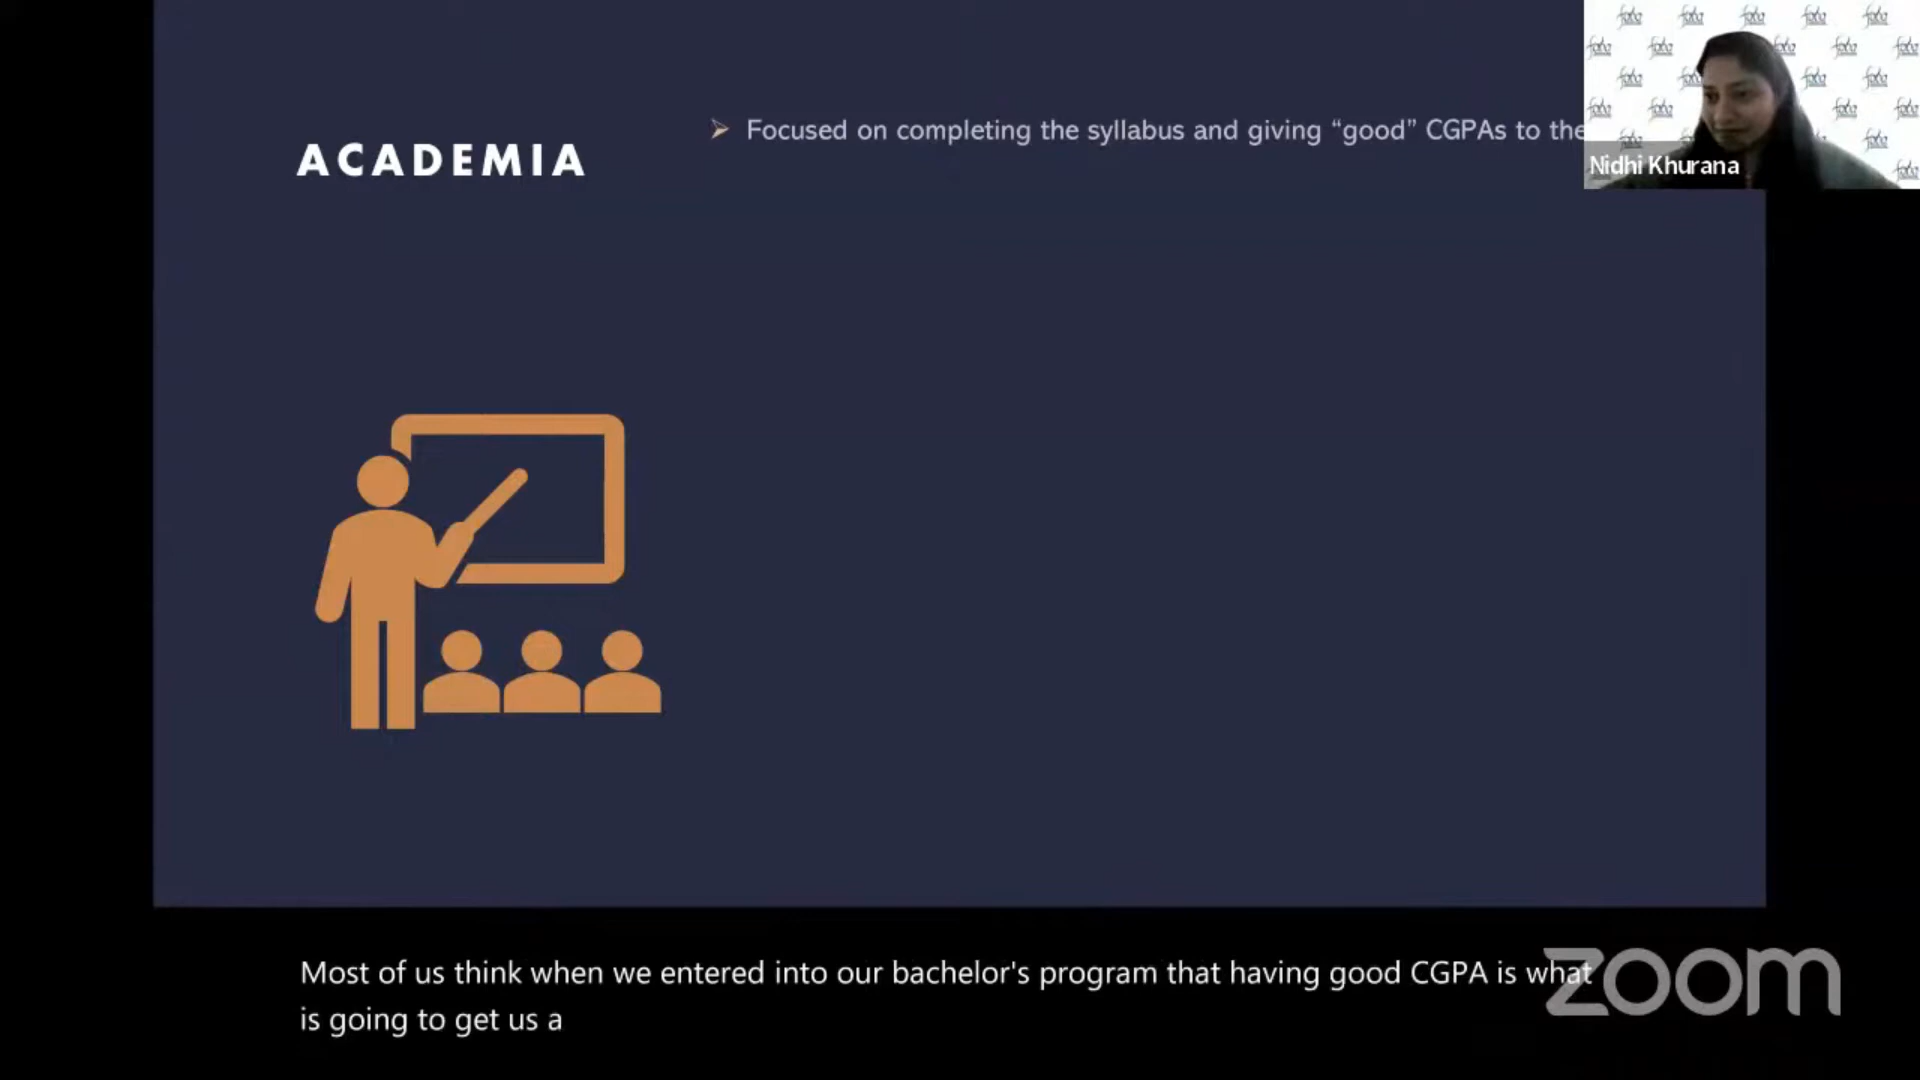 ACADEMIA
➤ Focused on completing the syllabus and giving “good” CGPAs to the
Nidhi Khurana
Most of us think when we entered into our bachelor's program that having good CGPA is what
is going to get us a
zoom